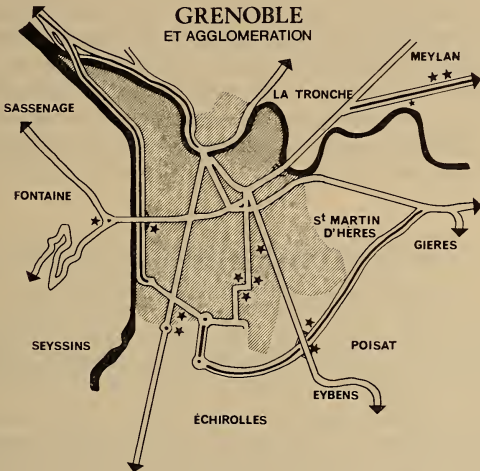 GRENOBLE
ET AGGLOMERATION
MEYLAN
LA TRONCHE
SASSENAGE
FONTAINE
St MARTIN
D'HÈRES
GIERES
SEYSSINS
POISAT
EYBENS
ÉCHIROLLES